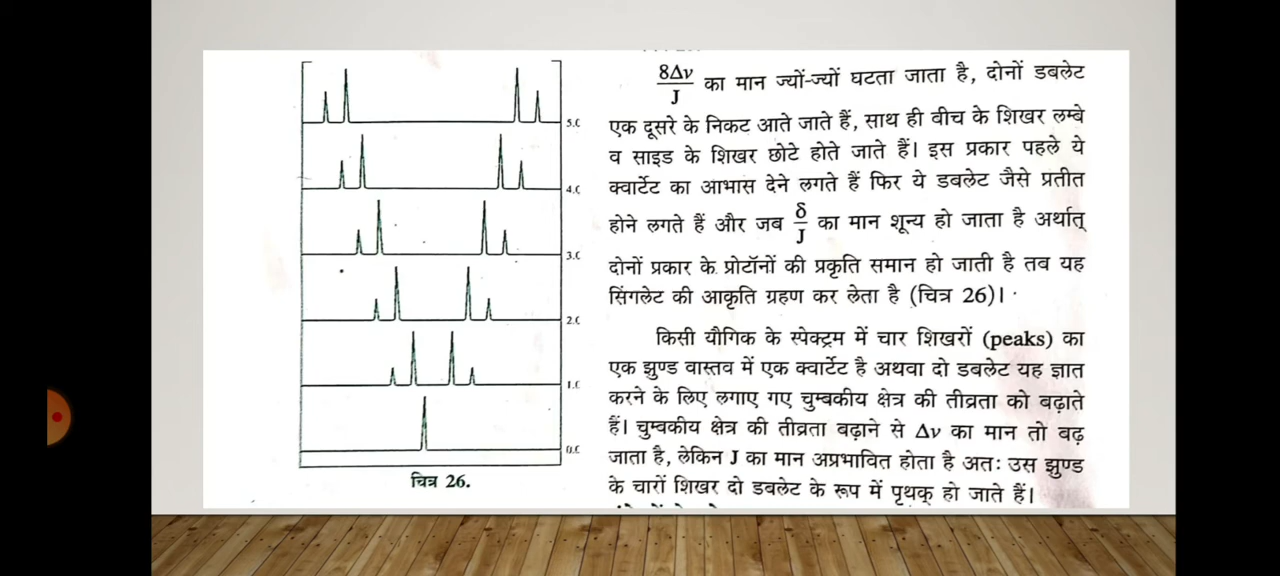 5.0
4.0
3.0
2.0
1.0
0.0
चित्र 26.
8Δν
J
का मान ज्यों-ज्यों घटता जाता है, दोनों डबलेट
एक दूसरे के निकट आते जाते हैं, साथ ही बीच के शिखर लम्बे
व साइड के शिखर छोटे होते जाते हैं। इस प्रकार पहले ये
क्वार्टेट का आभास देने लगते हैं फिर ये डबलेट जैसे प्रतीत
होने लगते हैं और जब δ/J का मान शून्य हो जाता है अर्थात्
दोनों प्रकार के प्रोटॉनों की प्रकृति समान हो जाती है तब यह
सिंगलेट की आकृति ग्रहण कर लेता है (चित्र 26)।
किसी यौगिक के स्पेक्ट्रम में चार शिखरों (peaks) का
एक झुण्ड वास्तव में एक क्वार्टेट है अथवा दो डबलेट यह ज्ञात
करने के लिए लगाए गए चुम्बकीय क्षेत्र की तीव्रता को बढ़ाते
हैं। चुम्बकीय क्षेत्र की तीव्रता बढ़ाने से Δν का मान तो बढ़
जाता है, लेकिन J का मान अप्रभावित होता है अतः उस झुण्ड
के चारों शिखर दो डबलेट के रूप में पृथक् हो जाते हैं।